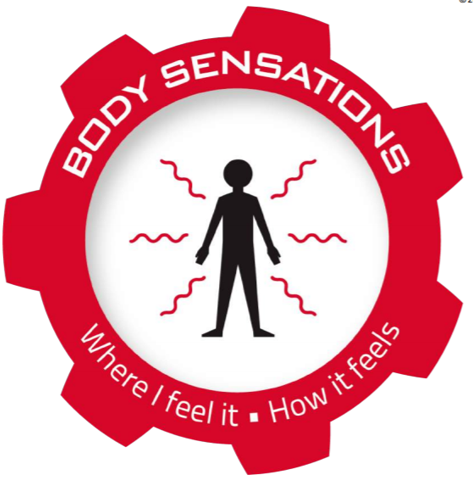 BODY SENSATIONS
Where I feel it ▪ How it feels